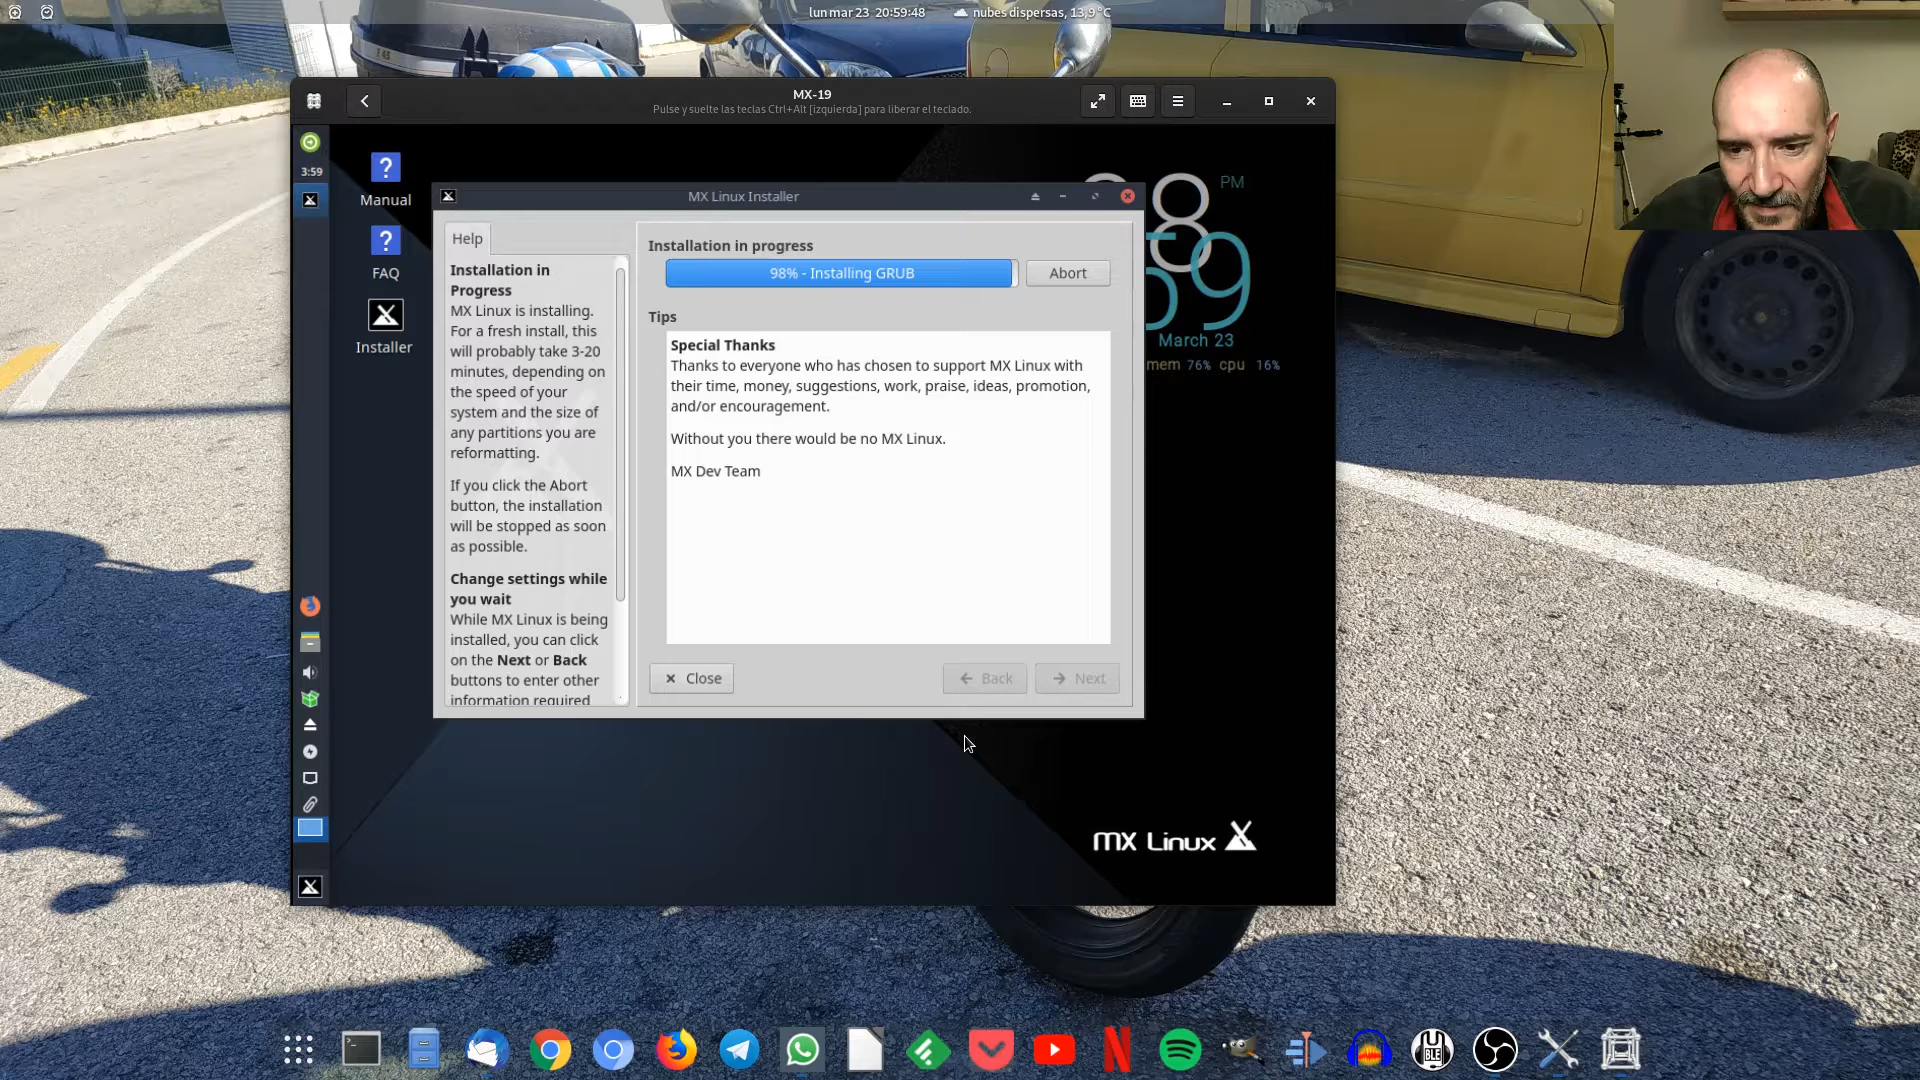 lun mar 23 20:59:48
nubes dispersas, 13,9°C
MX-19
Pulse y suelte las teclas Ctrl+Alt [izquierda] para liberar el teclado.
3:59
Manual
FAQ
Installer
MX Linux Installer
Help
Installation in
Progress
MX Linux is installing.
For a fresh install, this
will probably take 3-20
minutes, depending on
the speed of your
system and the size of
any partitions you are
reformatting.
If you click the Abort
button, the installation
will be stopped as soon
as possible.
Change settings while
you wait
While MX Linux is being
installed, you can click
on the Next or Back
buttons to enter other
information required
Installation in progress
98% - Installing GRUB
Abort
Tips
Special Thanks
Thanks to everyone who has chosen to support MX Linux with
their time, money, suggestions, work, praise, ideas, promotion,
and/or encouragement.
Without you there would be no MX Linux.
MX Dev Team
Close
Back
Next
8 PM
59
March 23
mem 76% cpu 16%
MX Linux
BLE